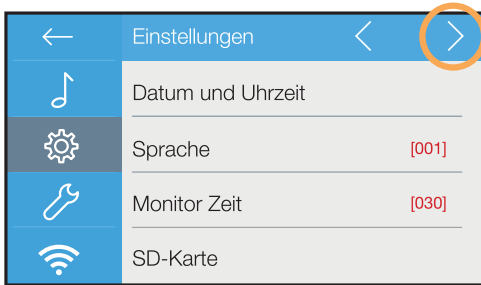 Einstellungen
Datum und Uhrzeit
Sprache [001]
Monitor Zeit [030]
SD-Karte